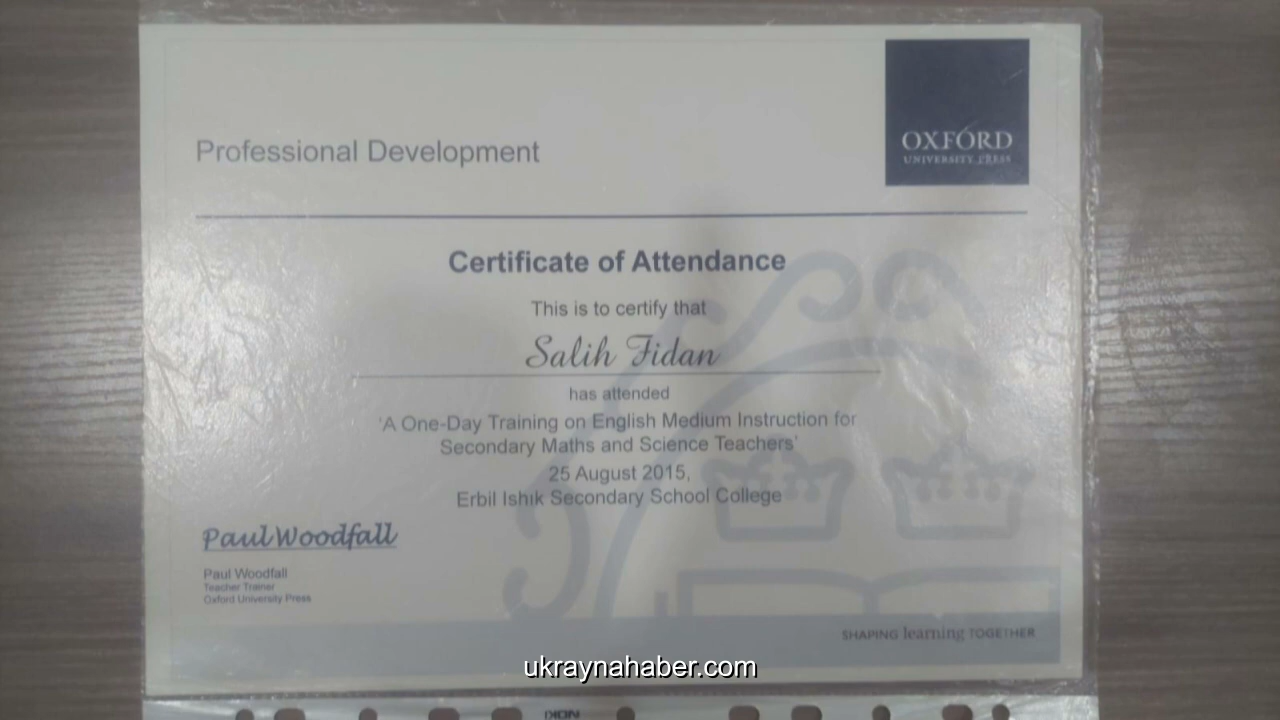 OXFORD
UNIVERSITY PRESS
Professional Development
Certificate of Attendance
This is to certify that
Salih Fidan
has attended
'A One-Day Training on English Medium Instruction for
Secondary Maths and Science Teachers'
25 August 2015,
Erbil Ishik Secondary School College
Paul Woodfall
Paul Woodfall
Teacher Trainer
Oxford University Press
SHAPING learning TOGETHER
ukraynahaber.com